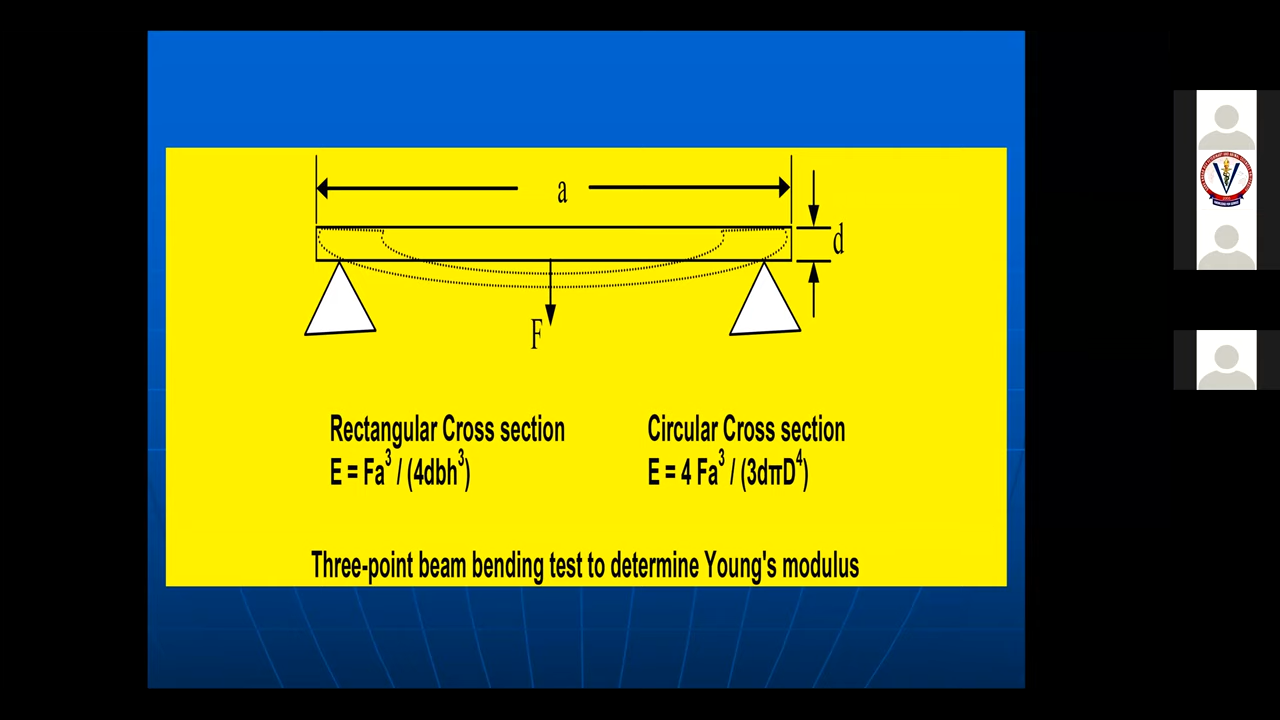 a
d
F
Rectangular Cross section
E = Fa³ / (4dbh³)
Circular Cross section
E = 4 Fa³ / (3dπD⁴)
Three-point beam bending test to determine Young's modulus